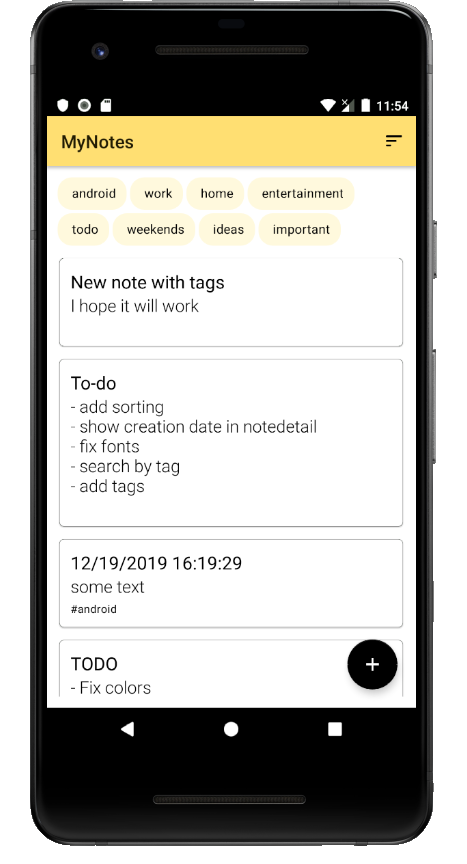 11:54
MyNotes
android work home entertainment
todo weekends ideas important
New note with tags
I hope it will work
To-do
- add sorting
- show creation date in notedetail
- fix fonts
- search by tag
- add tags
12/19/2019 16:19:29
some text
#android
TODO
- Fix colors
+